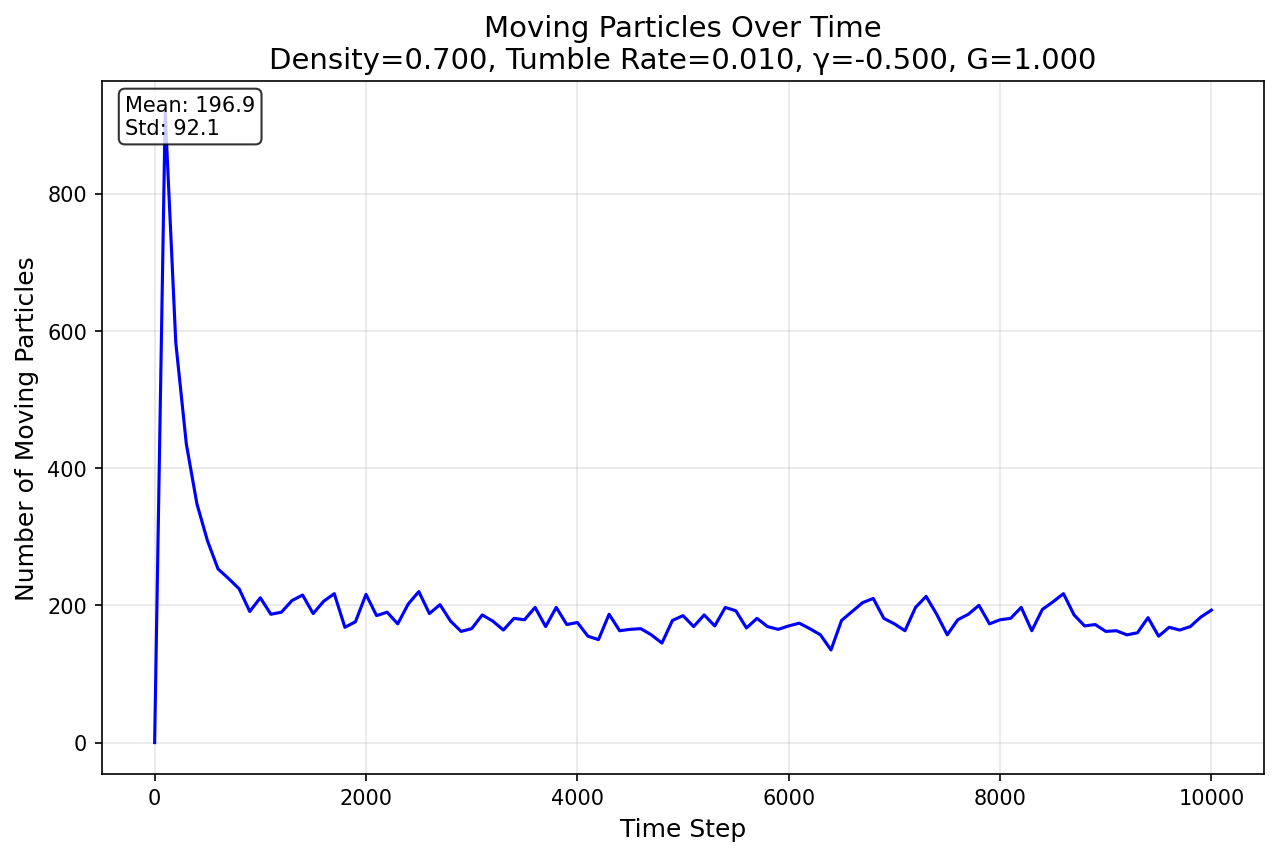 Moving Particles Over Time
Density=0.700, Tumble Rate=0.010, γ=-0.500, G=1.000
Mean: 196.9
Std: 92.1
Number of Moving Particles
800
600
400
200
0
0 2000 4000 6000 8000 10000
Time Step